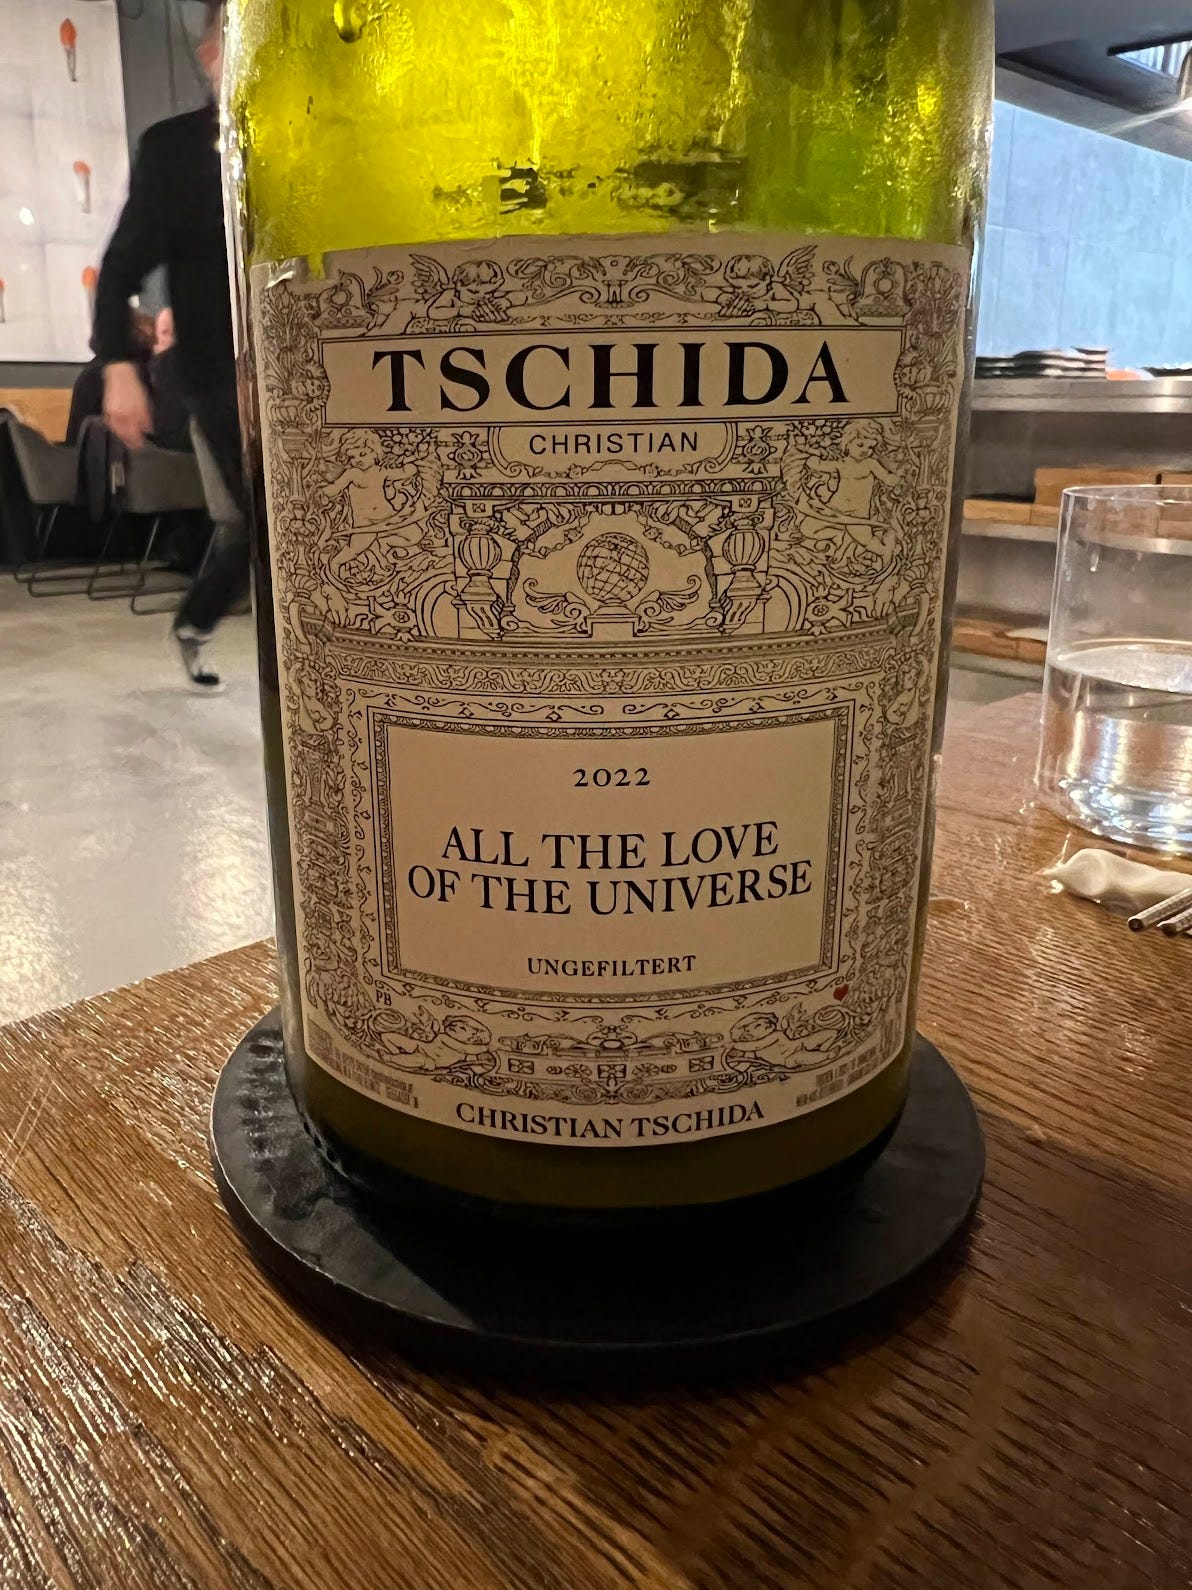 TSCHIDA
CHRISTIAN
2022
ALL THE LOVE
OF THE UNIVERSE
UNGEFILTERT
PB
CHRISTIAN TSCHIDA